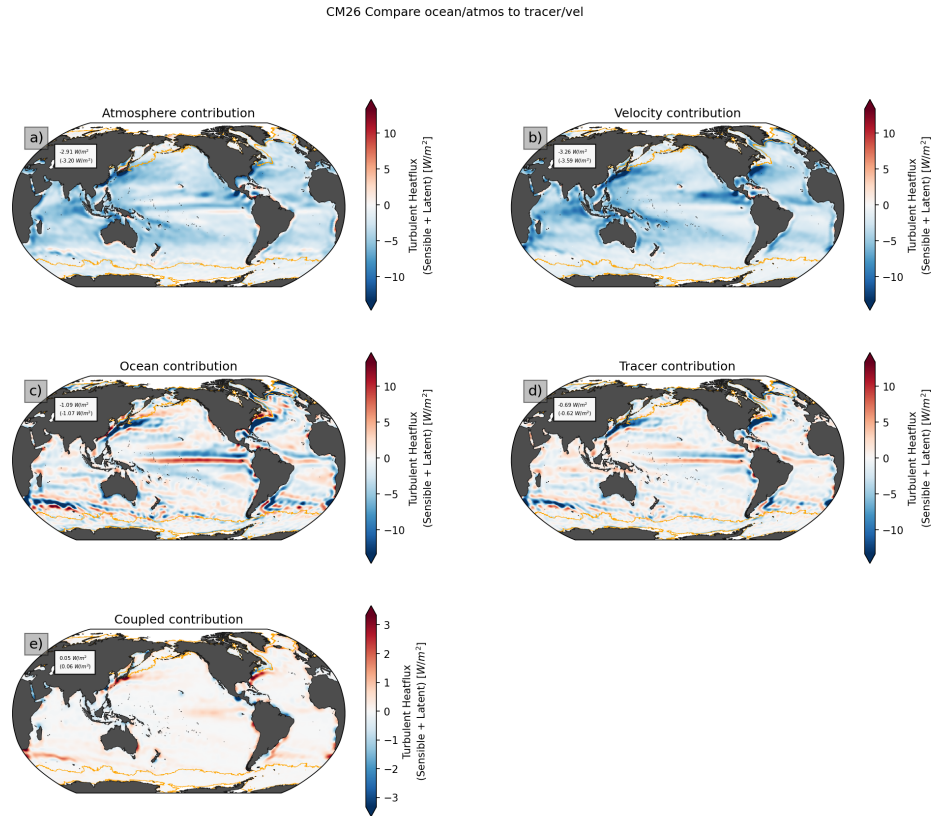 CM26 Compare ocean/atmos to tracer/vel
Atmosphere contribution
a)
-2.91 W/m²
(-3.20 W/m²)
10
5
0
−5
−10
Turbulent Heatflux
(Sensible + Latent) [W/m²]
Velocity contribution
b)
-3.26 W/m²
(-3.59 W/m²)
10
5
0
−5
−10
Turbulent Heatflux
(Sensible + Latent) [W/m²]
Ocean contribution
c)
-1.09 W/m²
(-1.07 W/m²)
10
5
0
−5
−10
Turbulent Heatflux
(Sensible + Latent) [W/m²]
Tracer contribution
d)
-0.69 W/m²
(-0.62 W/m²)
10
5
0
−5
−10
Turbulent Heatflux
(Sensible + Latent) [W/m²]
Coupled contribution
e)
0.05 W/m²
(0.06 W/m²)
3
2
1
0
−1
−2
−3
Turbulent Heatflux
(Sensible + Latent) [W/m²]